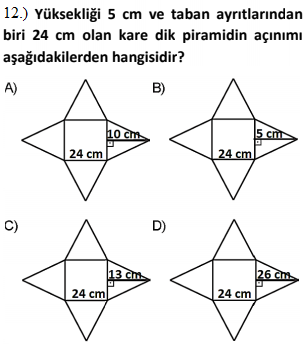 12.) Yüksekliği 5 cm ve taban ayrıtlarından
biri 24 cm olan kare dik piramidin açınımı
aşağıdakilerden hangisidir?
A)
10 cm
24 cm
B)
5 cm
24 cm
C)
13 cm
24 cm
D)
26 cm
24 cm